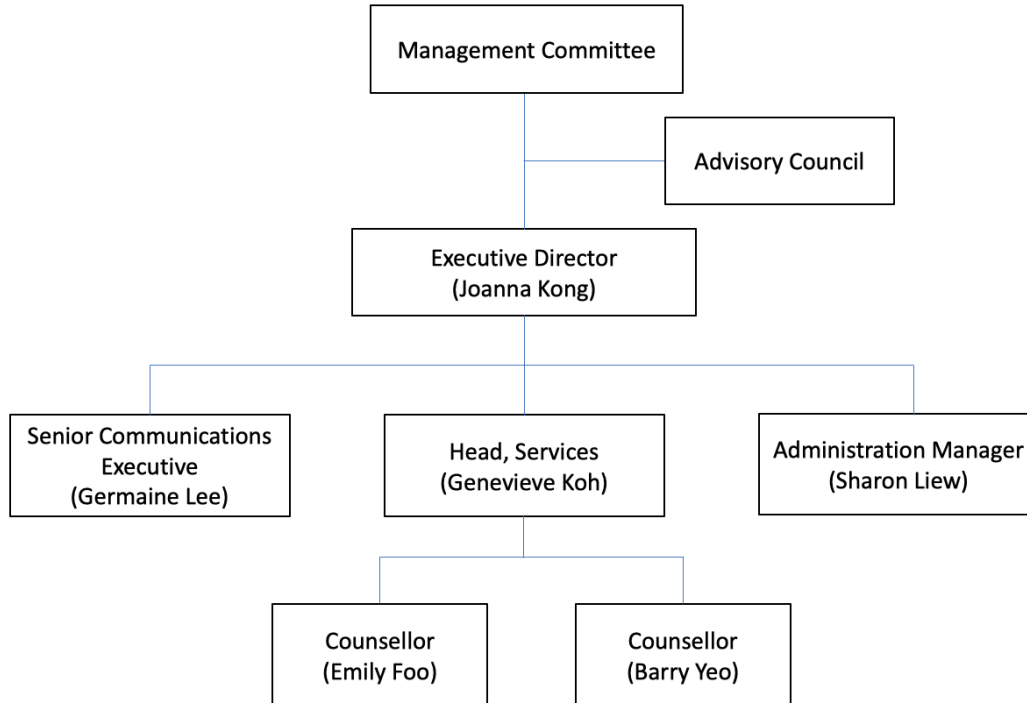 Management Committee
Advisory Council
Executive Director
(Joanna Kong)
Senior Communications
Executive
(Germaine Lee)
Head, Services
(Genevieve Koh)
Administration Manager
(Sharon Liew)
Counsellor
(Emily Foo)
Counsellor
(Barry Yeo)